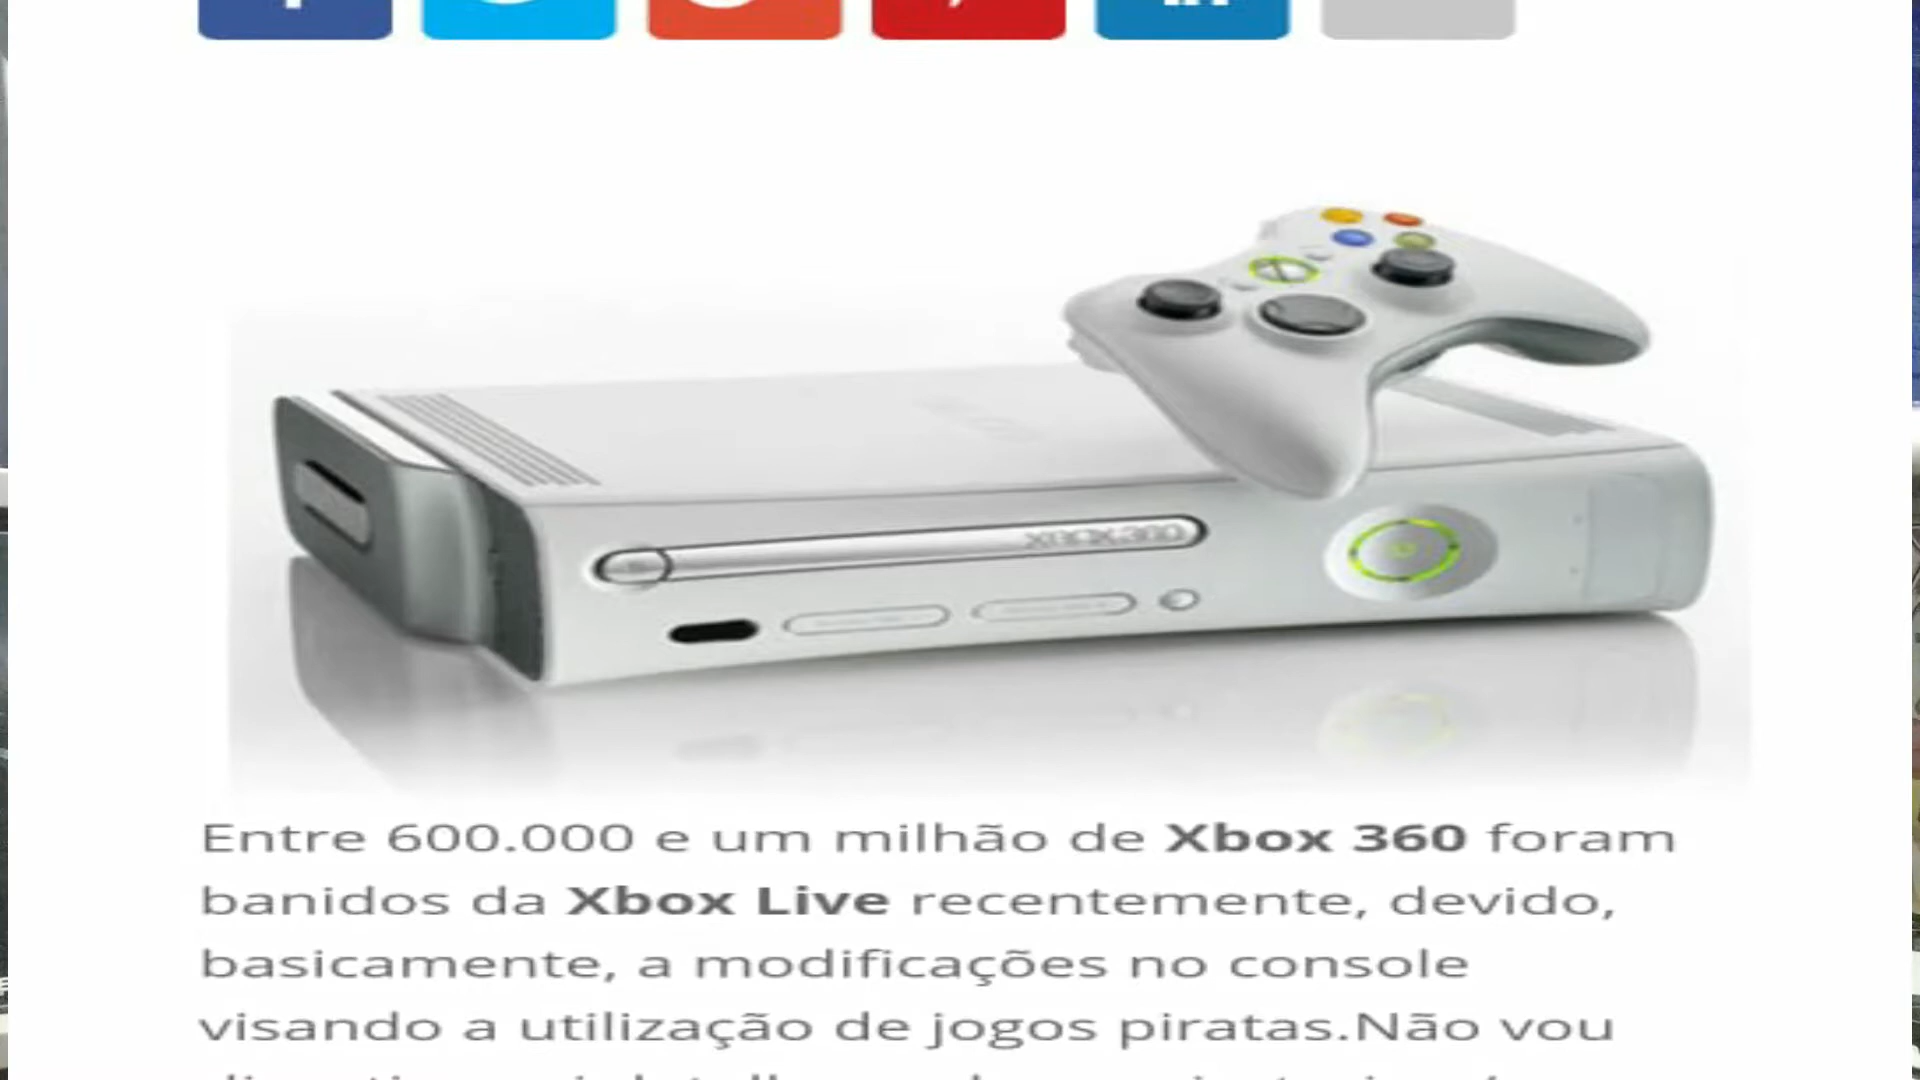 XBOX 360
Entre 600.000 e um milhão de Xbox 360 foram
banidos da Xbox Live recentemente, devido,
basicamente, a modificações no console
visando a utilização de jogos piratas.Não vou